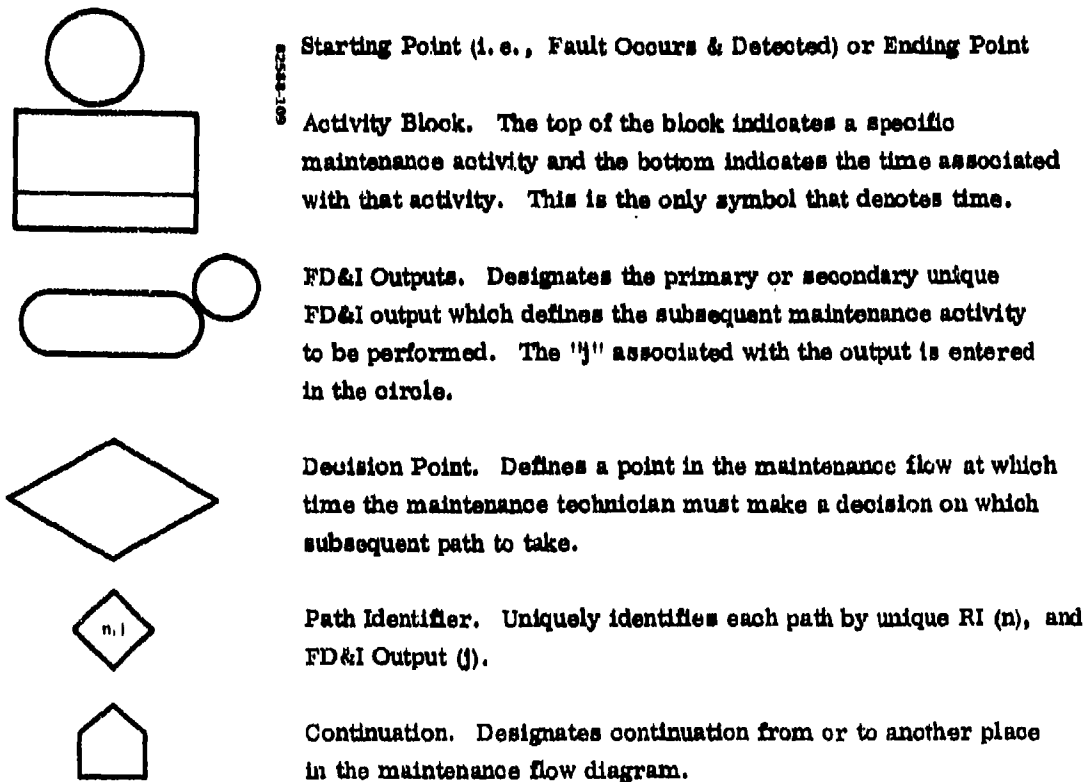 Starting Point (i.e., Fault Occurs & Detected) or Ending Point
82588-109
Activity Block. The top of the block indicates a specific
maintenance activity and the bottom indicates the time associated
with that activity. This is the only symbol that denotes time.
FD&I Outputs. Designates the primary or secondary unique
FD&I output which defines the subsequent maintenance activity
to be performed. The "j" associated with the output is entered
in the circle.
Decision Point. Defines a point in the maintenance flow at which
time the maintenance technician must make a decision on which
subsequent path to take.
n,j
Path Identifier. Uniquely identifies each path by unique RI (n), and
FD&I Output (j).
Continuation. Designates continuation from or to another place
in the maintenance flow diagram.